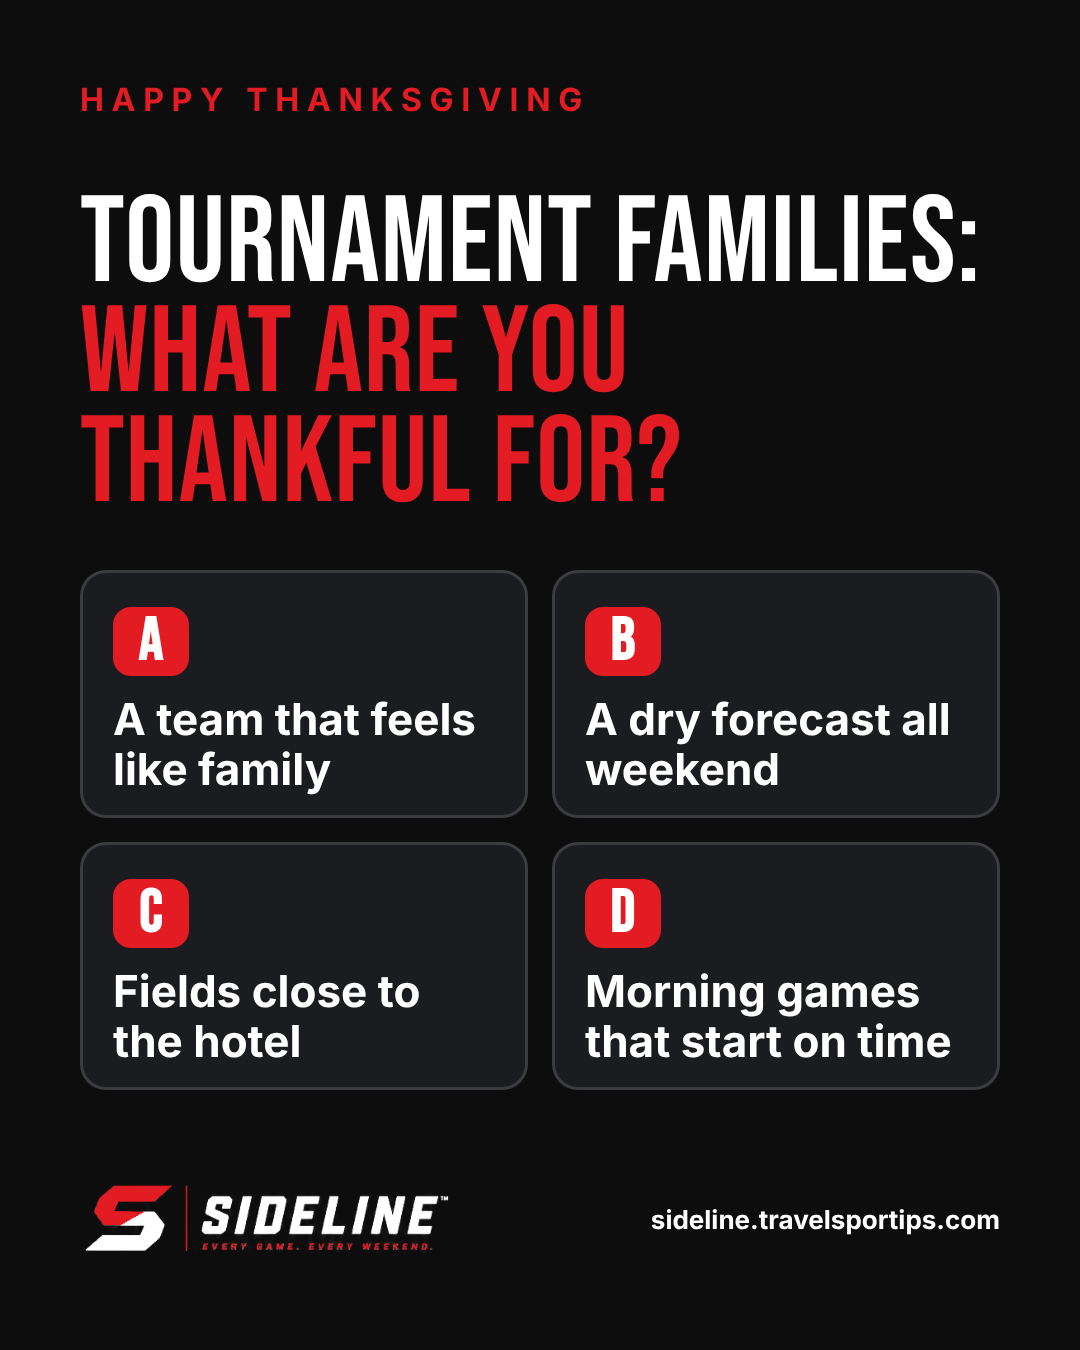 HAPPY THANKSGIVING
TOURNAMENT FAMILIES:
WHAT ARE YOU
THANKFUL FOR?
A
A team that feels
like family
B
A dry forecast all
weekend
C
Fields close to
the hotel
D
Morning games
that start on time
SIDELINE™
EVERY GAME. EVERY WEEKEND.
sideline.travelsportips.com